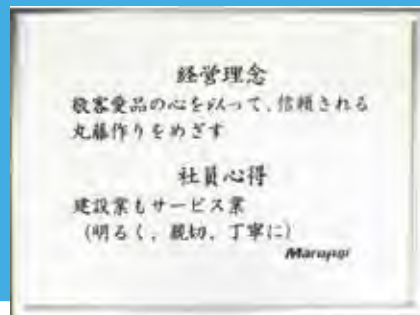 経営理念
敬客愛品の心を以って、信頼される
丸藤作りをめざす
社員心得
建設業もサービス業
(明るく、親切、丁寧に)